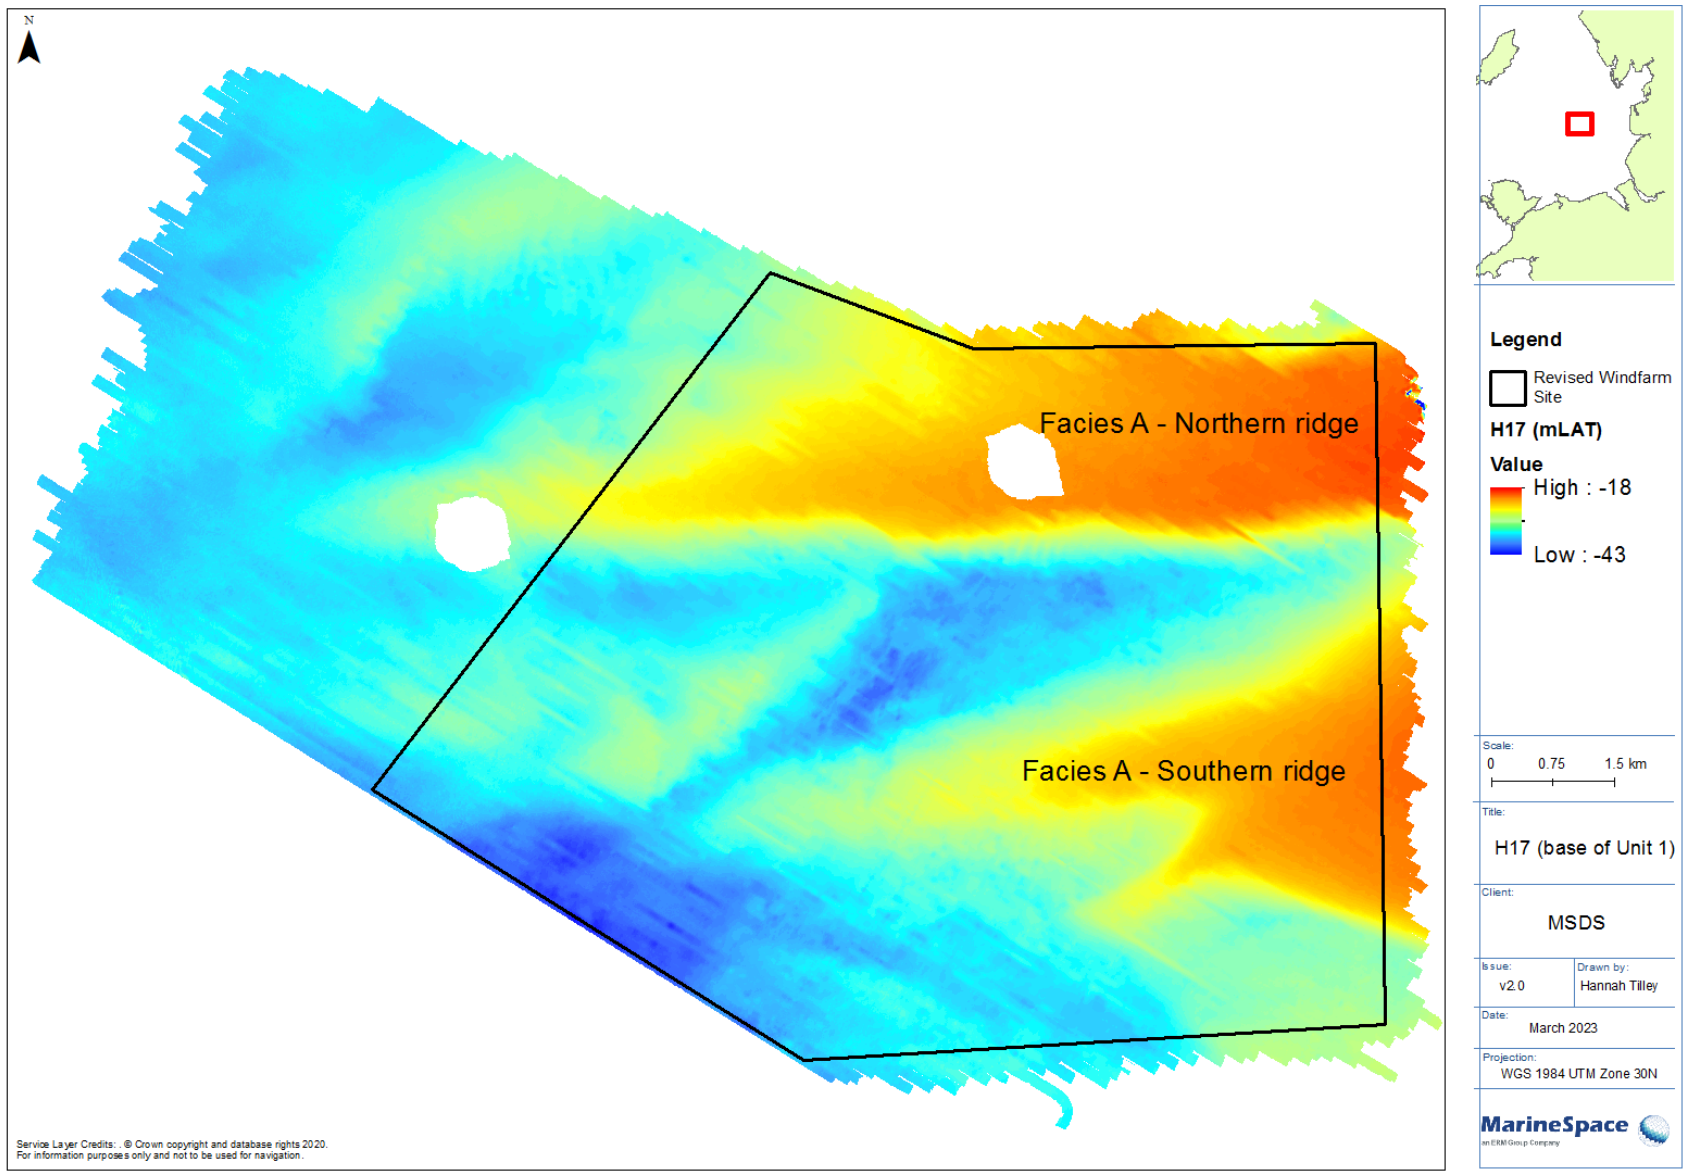 N
Facies A - Northern ridge
Facies A - Southern ridge
Service Layer Credits: . © Crown copyright and database rights 2020.
For information purposes only and not to be used for navigation.
Legend
Revised Windfarm
Site
H17 (mLAT)
Value
High : -18
Low : -43
Scale:
0 0.75 1.5 km
Title:
H17 (base of Unit 1)
Client:
MSDS
Issue:
v2.0
Drawn by:
Hannah Tilley
Date:
March 2023
Projection:
WGS 1984 UTM Zone 30N
MarineSpace
an ERM Group Company